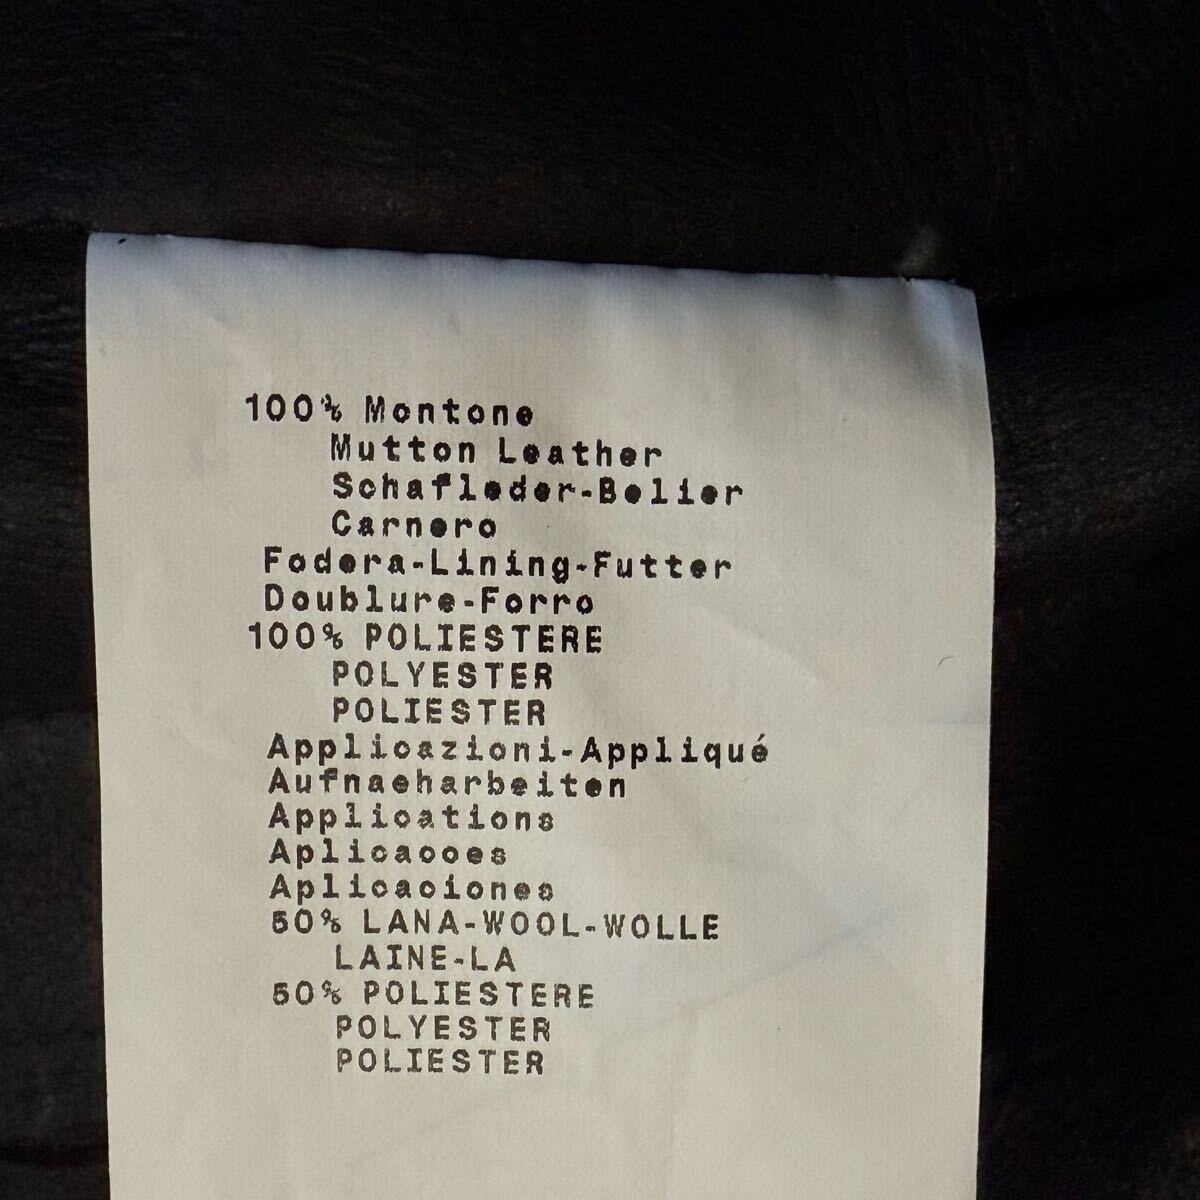 100% Montone
Mutton Leather
Schafleder-Belier
Carnero
Fodera-Lining-Futter
Doublure-Forro
100% POLIESTERE
POLYESTER
POLIESTER
Applicazioni-Appliqué
Aufnaeharbeiten
Applications
Aplicacoes
Aplicaciones
50% LANA-WOOL-WOLLE
LAINE-LA
50% POLIESTERE
POLYESTER
POLIESTER